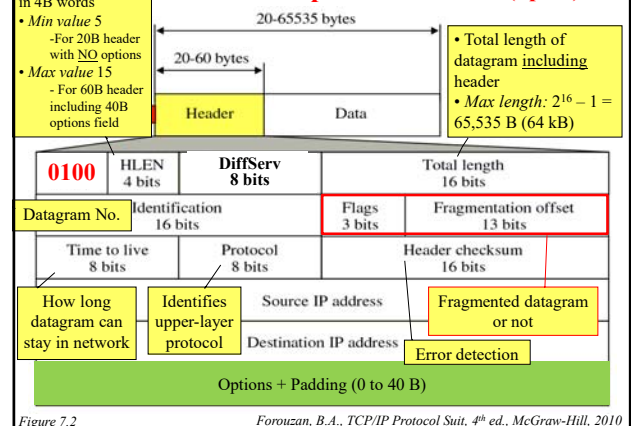 in 4B words
• Min value 5
-For 20B header
with NO options
• Max value 15
- For 60B header
including 40B
options field
20-65535 bytes
20-60 bytes
• Total length of
datagram including
header
• Max length: 2¹⁶ – 1 =
65,535 B (64 kB)
Header
Data
0100
HLEN
4 bits
DiffServ
8 bits
Total length
16 bits
Datagram No.
Identification
16 bits
Flags
3 bits
Fragmentation offset
13 bits
Time to live
8 bits
Protocol
8 bits
Header checksum
16 bits
How long
datagram can
stay in network
Identifies
upper-layer
protocol
Source IP address
Fragmented datagram
or not
Destination IP address
Error detection
Options + Padding (0 to 40 B)
Figure 7.2
Forouzan, B.A., TCP/IP Protocol Suit, 4th ed., McGraw-Hill, 2010